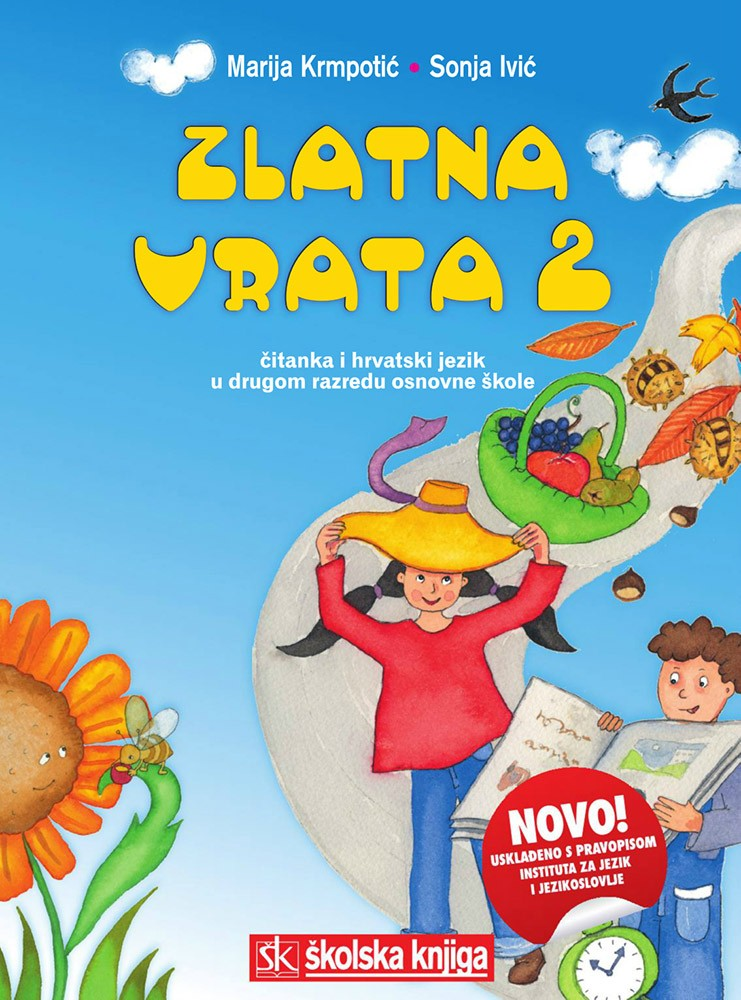 Marija Krmpotić • Sonja Ivić
ZLATNA
VRATA 2
čitanka i hrvatski jezik
u drugom razredu osnovne škole
NOVO!
USKLAĐENO S PRAVOPISOM
INSTITUTA ZA JEZIK
I JEZIKOSLOVLJE
ŠK školska knjiga